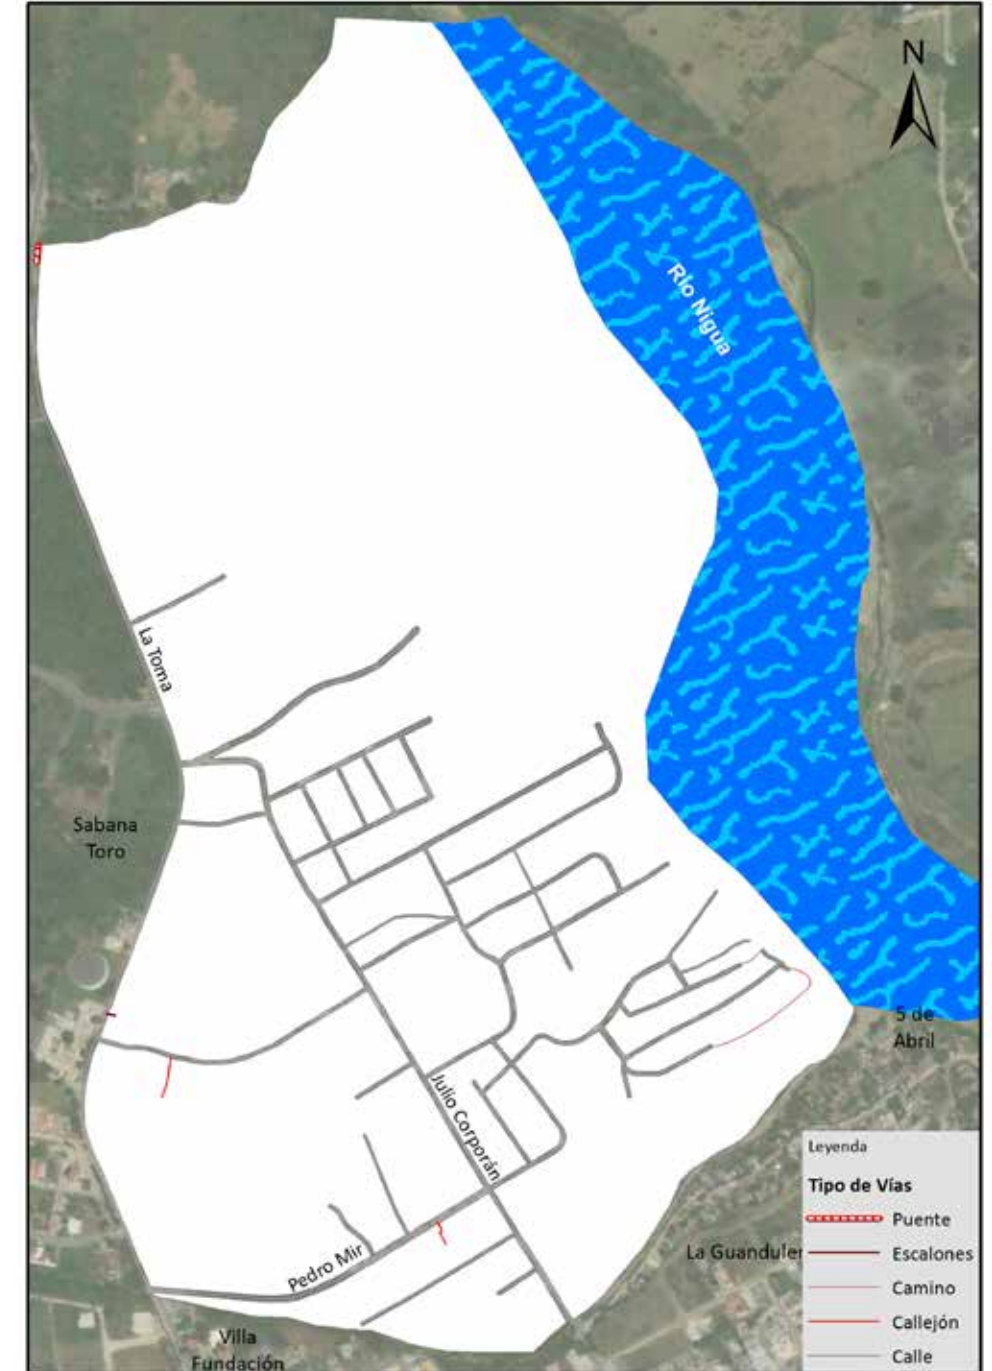 N
Río Nigua
La Toma
Sabana
Toro
5 de
Abril
Julio Corporán
Leyenda
Tipo de Vías
Puente
La Guanduler
Escalones
Pedro Mir
Camino
Callejón
Villa
Fundación
Calle